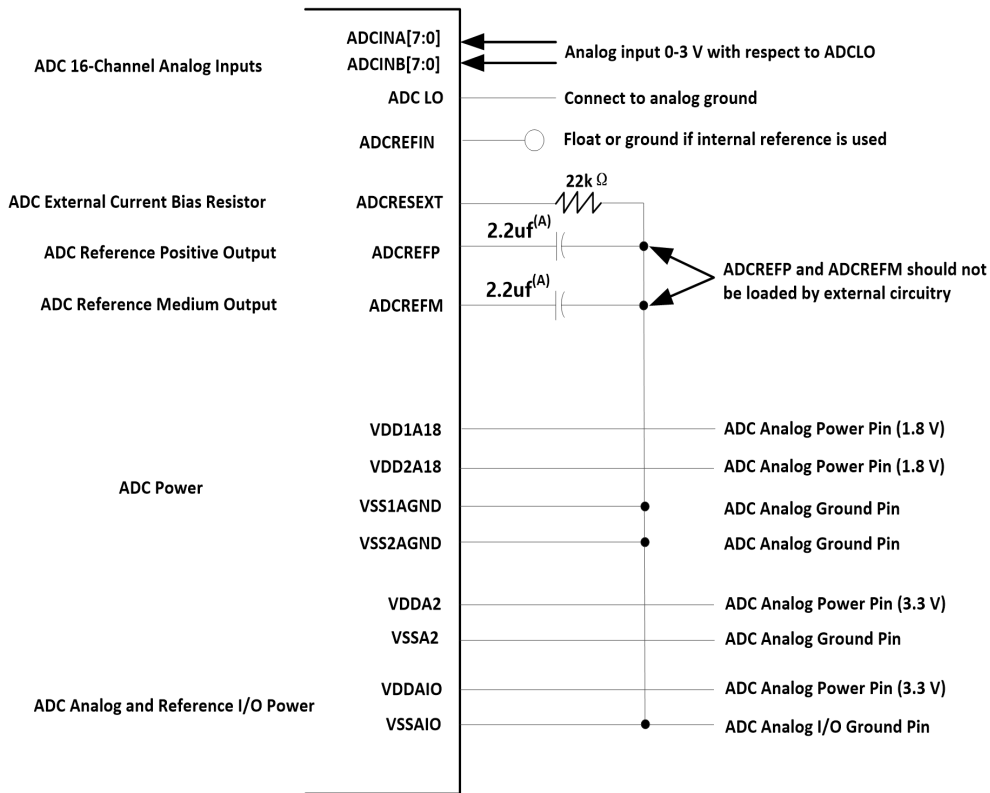 ADCINA[7:0]
ADCINB[7:0]
Analog input 0-3 V with respect to ADCLO
ADC 16-Channel Analog Inputs
ADC LO
Connect to analog ground
ADCREFIN
Float or ground if internal reference is used
22k Ω
ADC External Current Bias Resistor
ADCRESEXT
2.2uf(A)
ADC Reference Positive Output
ADCREFP
ADCREFP and ADCREFM should not
be loaded by external circuitry
2.2uf(A)
ADC Reference Medium Output
ADCREFM
VDD1A18
ADC Analog Power Pin (1.8 V)
VDD2A18
ADC Analog Power Pin (1.8 V)
ADC Power
VSS1AGND
ADC Analog Ground Pin
VSS2AGND
ADC Analog Ground Pin
VDDA2
ADC Analog Power Pin (3.3 V)
VSSA2
ADC Analog Ground Pin
VDDAIO
ADC Analog Power Pin (3.3 V)
ADC Analog and Reference I/O Power
VSSAIO
ADC Analog I/O Ground Pin